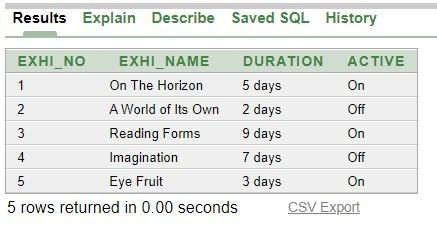 Results Explain Describe Saved SQL History
EXHI_NO EXHI_NAME DURATION ACTIVE
1 On The Horizon 5 days On
2 A World of Its Own 2 days Off
3 Reading Forms 9 days On
4 Imagination 7 days Off
5 Eye Fruit 3 days On
5 rows returned in 0.00 seconds CSV Export